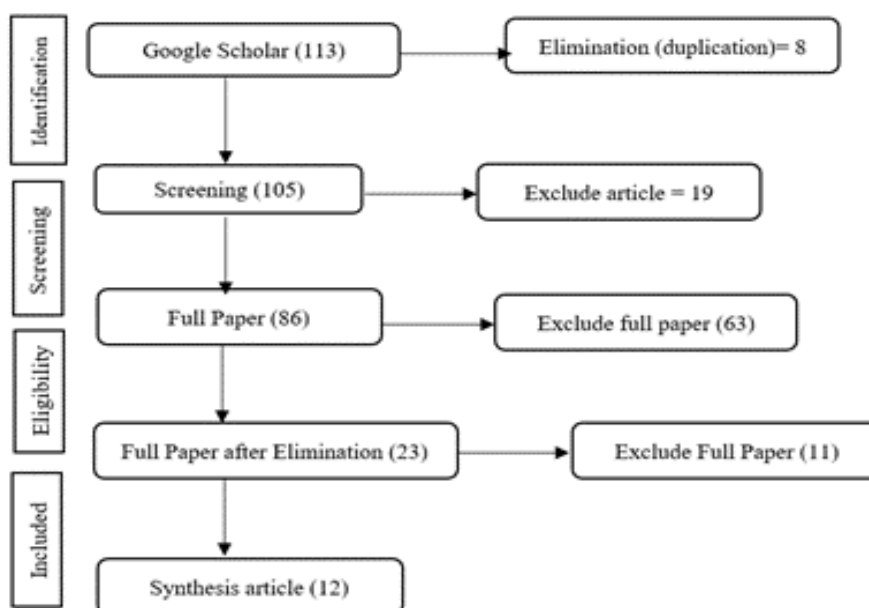 Identification
Google Scholar (113)
Elimination (duplication)= 8
Screening
Screening (105)
Exclude article = 19
Full Paper (86)
Exclude full paper (63)
Eligibility
Full Paper after Elimination (23)
Exclude Full Paper (11)
Included
Synthesis article (12)